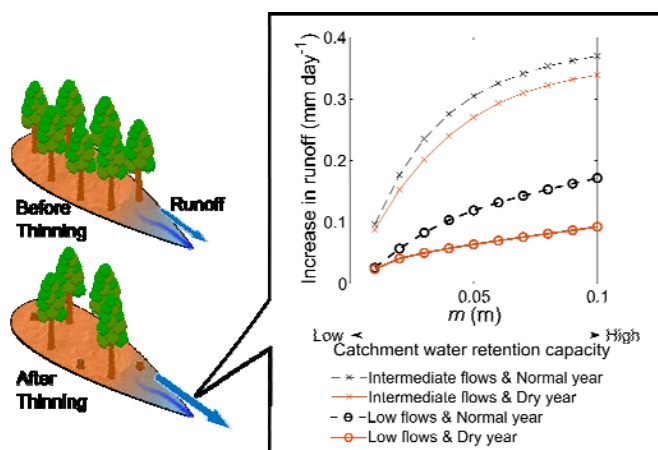 Before
Thinning
Runoff
After
Thinning
Increase in runoff (mm day-1)
0.4
0.3
0.2
0.1
0
0.05
0.1
m (m)
Low
High
Catchment water retention capacity
Intermediate flows & Normal year
Intermediate flows & Dry year
Low flows & Normal year
Low flows & Dry year